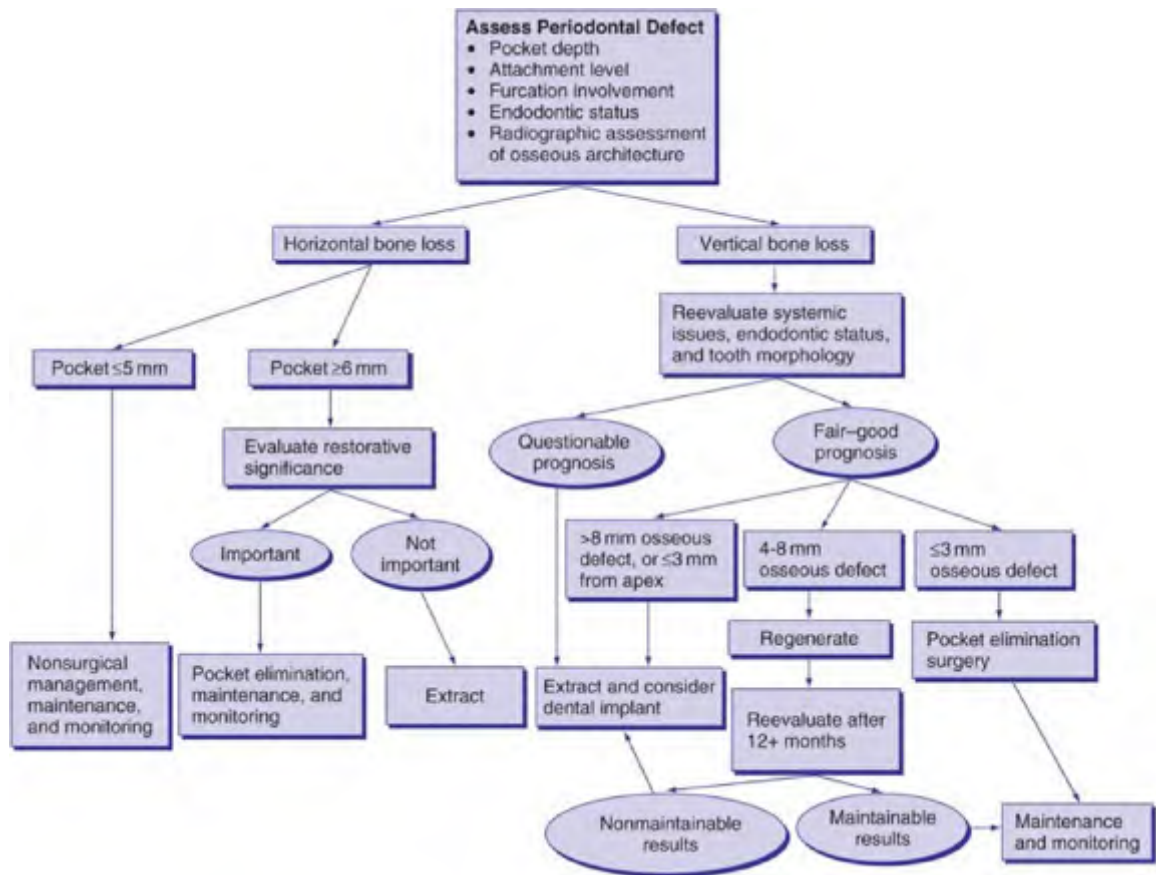 Assess Periodontal Defect
• Pocket depth
• Attachment level
• Furcation involvement
• Endodontic status
• Radiographic assessment
of osseous architecture
Horizontal bone loss
Vertical bone loss
Reevaluate systemic
issues, endodontic status,
and tooth morphology
Pocket ≤5 mm
Pocket ≥6 mm
Evaluate restorative
significance
Questionable
prognosis
Fair–good
prognosis
Important
Not
important
>8 mm osseous
defect, or ≤3 mm
from apex
4-8 mm
osseous defect
≤3 mm
osseous defect
Regenerate
Pocket elimination
surgery
Nonsurgical
management,
maintenance,
and monitoring
Pocket elimination,
maintenance, and
monitoring
Extract
Extract and consider
dental implant
Reevaluate after
12+ months
Nonmaintainable
results
Maintainable
results
Maintenance
and monitoring